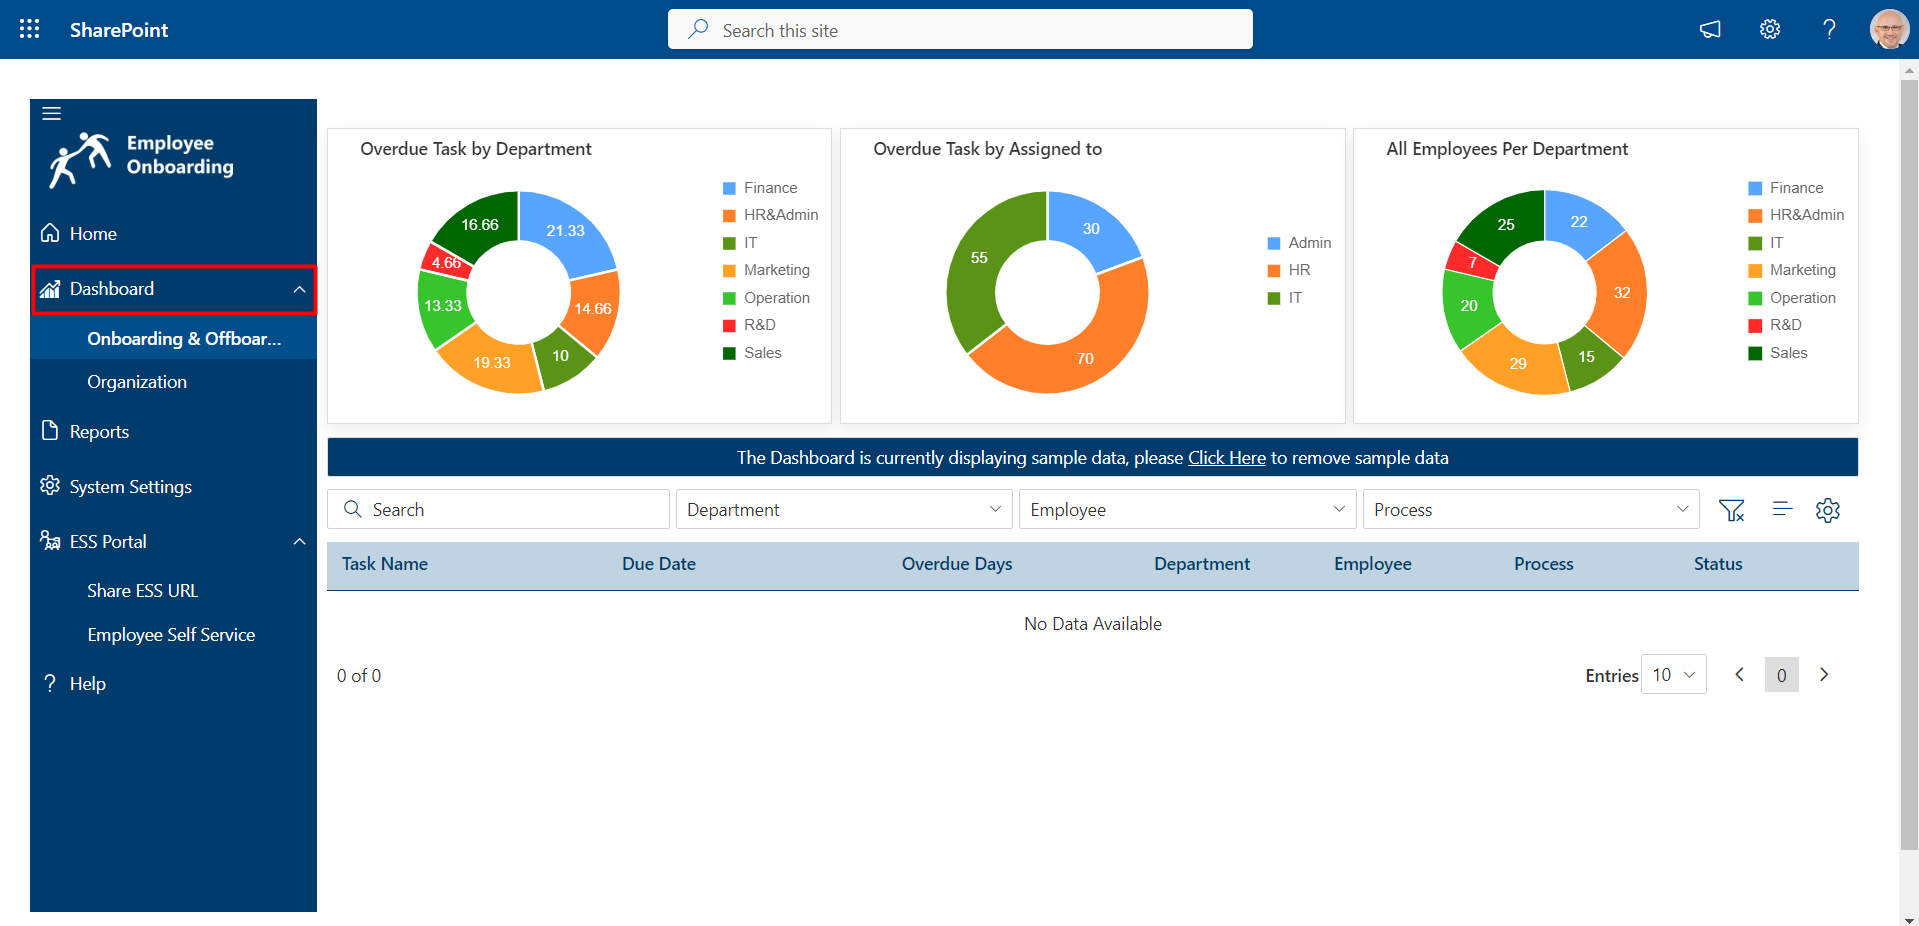 SharePoint
Search this site
Employee
Onboarding
Home
Dashboard
Onboarding & Offboar...
Organization
Reports
System Settings
ESS Portal
Share ESS URL
Employee Self Service
Help
Overdue Task by Department
21.33
14.66
10
19.33
13.33
4.66
16.66
Finance
HR&Admin
IT
Marketing
Operation
R&D
Sales
Overdue Task by Assigned to
30
70
55
Admin
HR
IT
All Employees Per Department
22
32
15
29
20
7
25
Finance
HR&Admin
IT
Marketing
Operation
R&D
Sales
The Dashboard is currently displaying sample data, please Click Here to remove sample data
Search
Department
Employee
Process
Task Name Due Date Overdue Days Department Employee Process Status
No Data Available
0 of 0
Entries 10 0